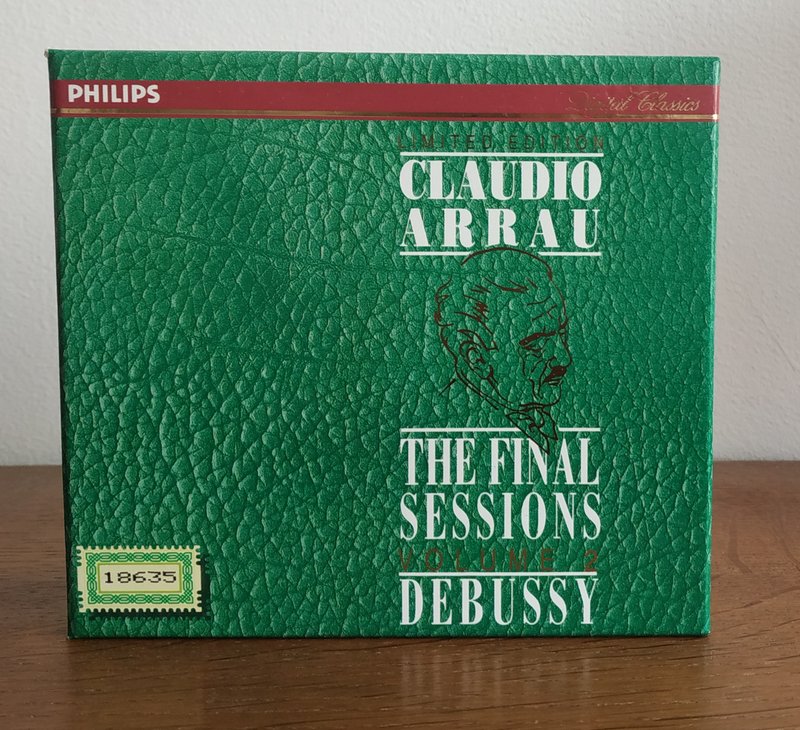 PHILIPS
Digital Classics
LIMITED EDITION
CLAUDIO
ARRAU
THE FINAL
SESSIONS
VOLUME 2
DEBUSSY
18635